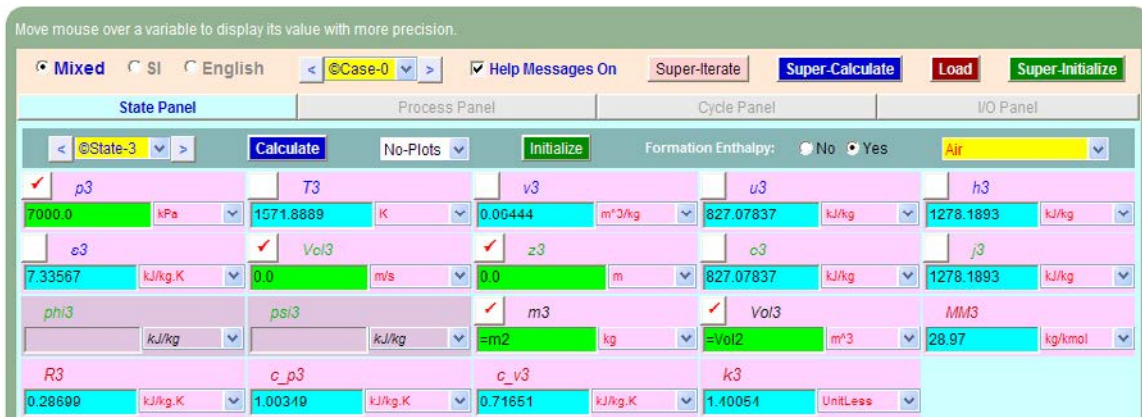 Move mouse over a variable to display its value with more precision.
Mixed SI English < ©Case-0 > Help Messages On Super-Iterate Super-Calculate Load Super-Initialize
State Panel Process Panel Cycle Panel I/O Panel
< ©State-3 > Calculate No-Plots Initialize Formation Enthalpy: No Yes Air
p3 T3 v3 u3 h3
7000.0 kPa 1571.8889 K 0.06444 m^3/kg 827.07837 kJ/kg 1278.1893 kJ/kg
s3 Vol3 z3 o3 j3
7.33567 kJ/kg.K 0.0 m/s 0.0 m 827.07837 kJ/kg 1278.1893 kJ/kg
phi3 psi3 m3 Vol3 MM3
kJ/kg kJ/kg =m2 kg =Vol2 m^3 28.97 kg/kmol
R3 c_p3 c_v3 k3
0.28699 kJ/kg.K 1.00349 kJ/kg.K 0.71651 kJ/kg.K 1.40054 UnitLess